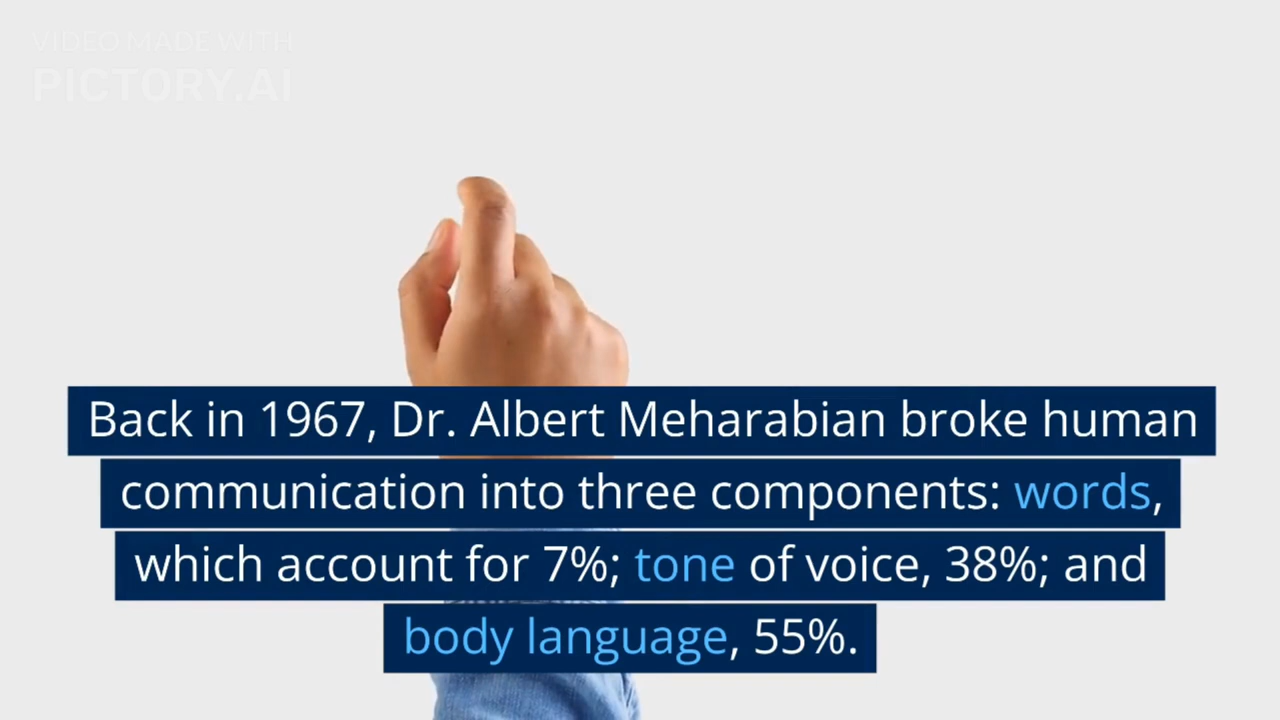 VIDEO MADE WITH
PICTORY.AI
Back in 1967, Dr. Albert Meharabian broke human
communication into three components: words,
which account for 7%; tone of voice, 38%; and
body language, 55%.